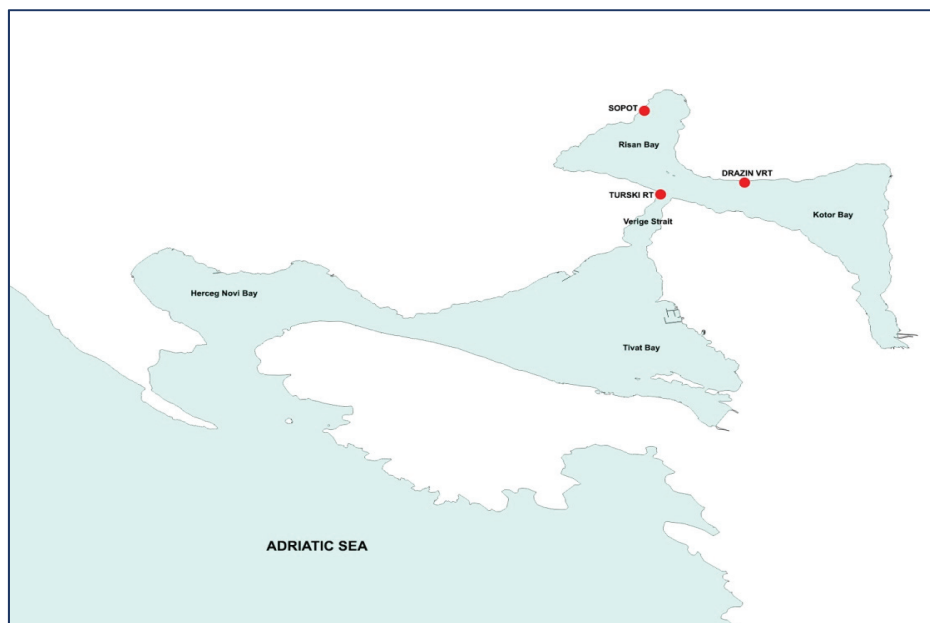 SOPOT
Risan Bay
DRAZIN VRT
TURSKI RT
Kotor Bay
Verige Strait
Herceg Novi Bay
Tivat Bay
ADRIATIC SEA